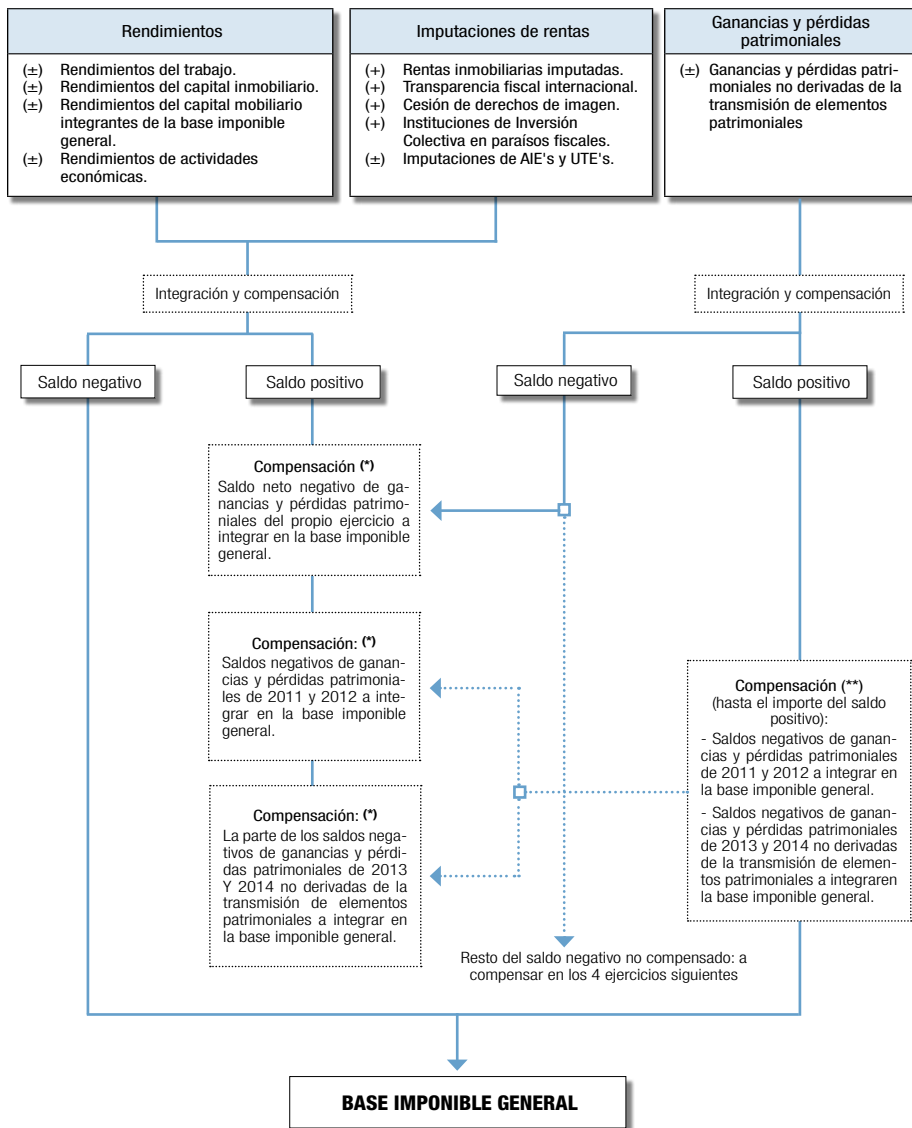 Rendimientos
(±) Rendimientos del trabajo.
(±) Rendimientos del capital inmobiliario.
(±) Rendimientos del capital mobiliario
integrantes de la base imponible
general.
(±) Rendimientos de actividades
económicas.
Imputaciones de rentas
(+) Rentas inmobiliarias imputadas.
(+) Transparencia fiscal internacional.
(+) Cesión de derechos de imagen.
(+) Instituciones de Inversión
Colectiva en paraísos fiscales.
(±) Imputaciones de AIE's y UTE's.
Ganancias y pérdidas
patrimoniales
(±) Ganancias y pérdidas patri-
moniales no derivadas de la
transmisión de elementos
patrimoniales
Integración y compensación
Integración y compensación
Saldo negativo
Saldo positivo
Saldo negativo
Saldo positivo
Compensación (*)
Saldo neto negativo de ga-
nancias y pérdidas patrimo-
niales del propio ejercicio a
integrar en la base imponible
general.
Compensación: (*)
Saldos negativos de ganan-
cias y pérdidas patrimonia-
les de 2011 y 2012 a inte-
grar en la base imponible
general.
Compensación: (*)
La parte de los saldos nega-
tivos de ganancias y pérdi-
das patrimoniales de 2013
Y 2014 no derivadas de la
transmisión de elementos
patrimoniales a integrar en
la base imponible general.
Compensación (**)
(hasta el importe del saldo
positivo):
- Saldos negativos de ganan-
cias y pérdidas patrimoniales
de 2011 y 2012 a integrar en
la base imponible general.
- Saldos negativos de ganan-
cias y pérdidas patrimoniales
de 2013 y 2014 no derivadas
de la transmisión de elemen-
tos patrimoniales a integraren
la base imponible general.
Resto del saldo negativo no compensado: a
compensar en los 4 ejercicios siguientes
BASE IMPONIBLE GENERAL